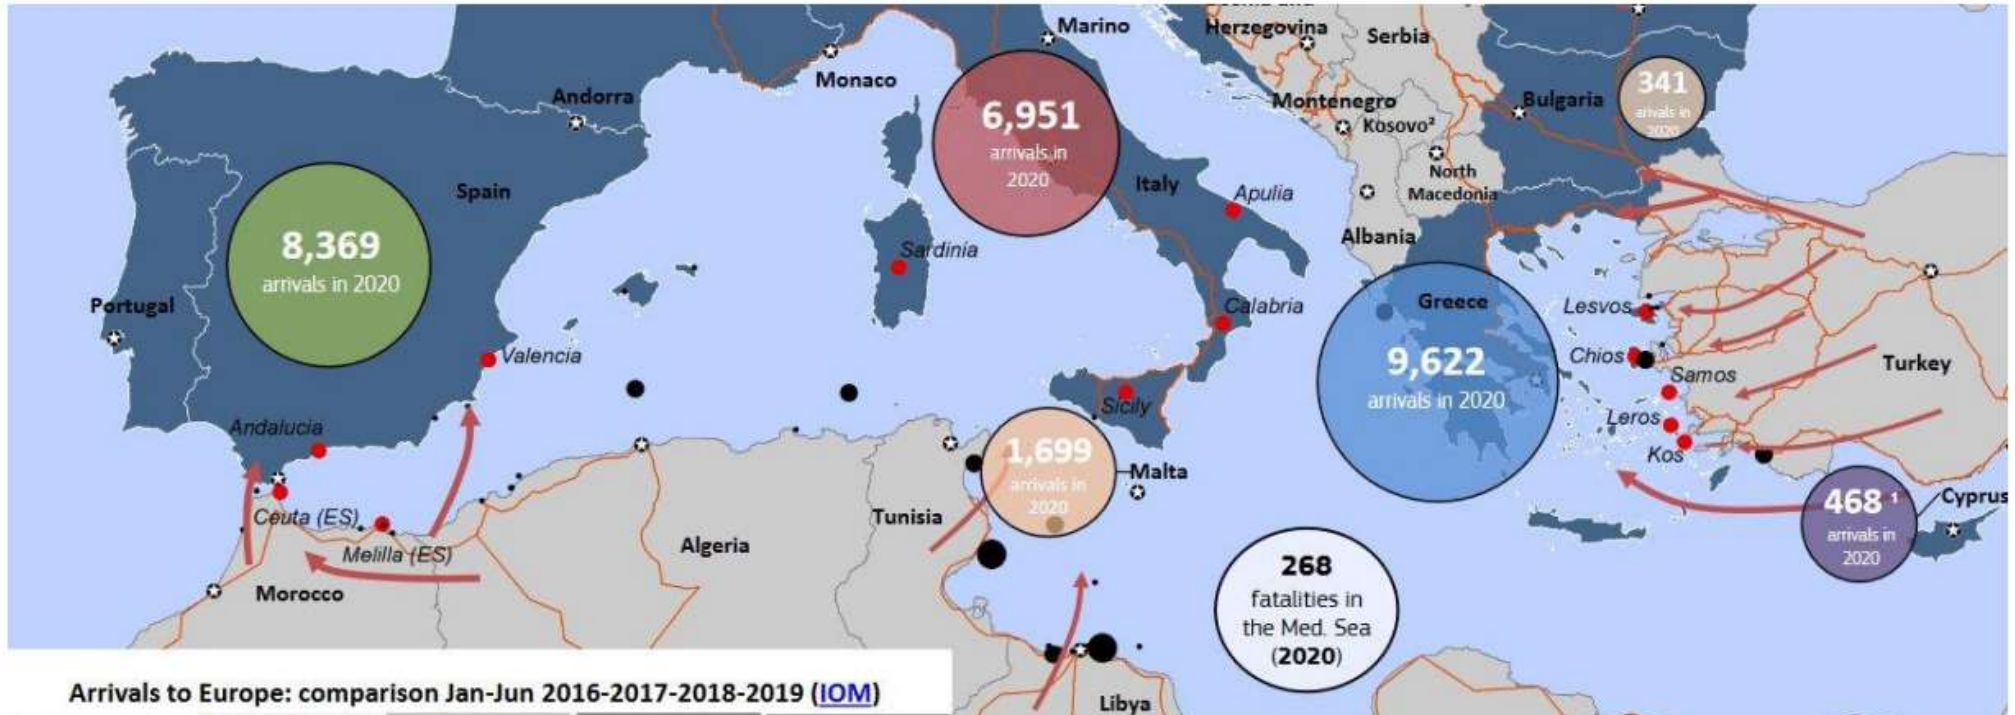 Marino
Herzegovina
Serbia
Monaco
Andorra
Montenegro
Kosovo²
Bulgaria
341
arrivals in
2020
6,951
arrivals in
2020
North
Macedonia
Italy
Apulia
Spain
8,369
arrivals in 2020
Sardinia
Albania
Portugal
Calabria
Greece
9,622
arrivals in 2020
Lesvos
Chios
Samos
Leros
Kos
Turkey
Valencia
Andalucia
Sicily
1,699
arrivals in
2020
Malta
468 ¹
arrivals in
2020
Cyprus
Ceuta (ES)
Melilla (ES)
Tunisia
Algeria
Morocco
268
fatalities in
the Med. Sea
(2020)
Libya
Arrivals to Europe: comparison Jan-Jun 2016-2017-2018-2019 (IOM)